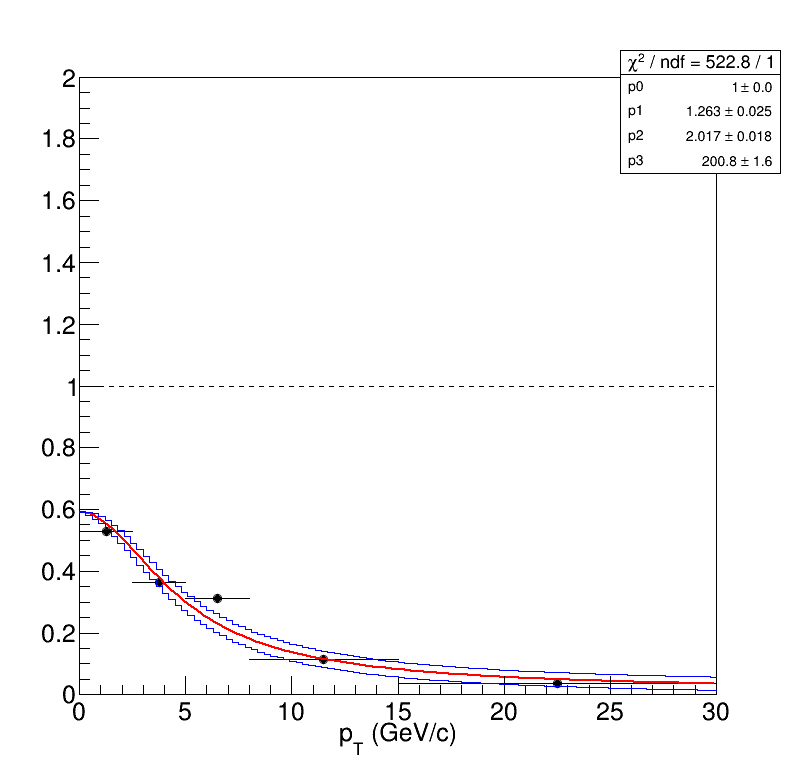 χ² / ndf = 522.8 / 1
p0 1 ± 0.0
p1 1.263 ± 0.025
p2 2.017 ± 0.018
p3 200.8 ± 1.6
2
1.8
1.6
1.4
1.2
1
0.8
0.6
0.4
0.2
0
0 5 10 15 20 25 30
p_T (GeV/c)